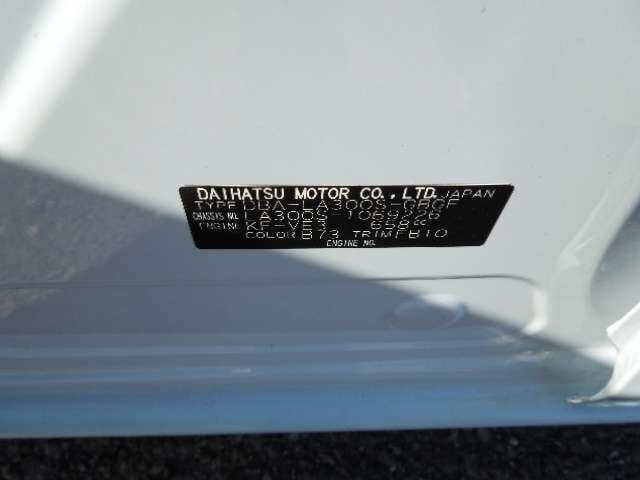 DAIHATSU MOTOR CO., LTD. JAPAN
TYPE DBA-LA300S-GBGF
CHASSIS NO. LA300S-1069226
ENGINE KF-VE3 658cc
COLOR B73 TRIM FB10
ENGINE NO.